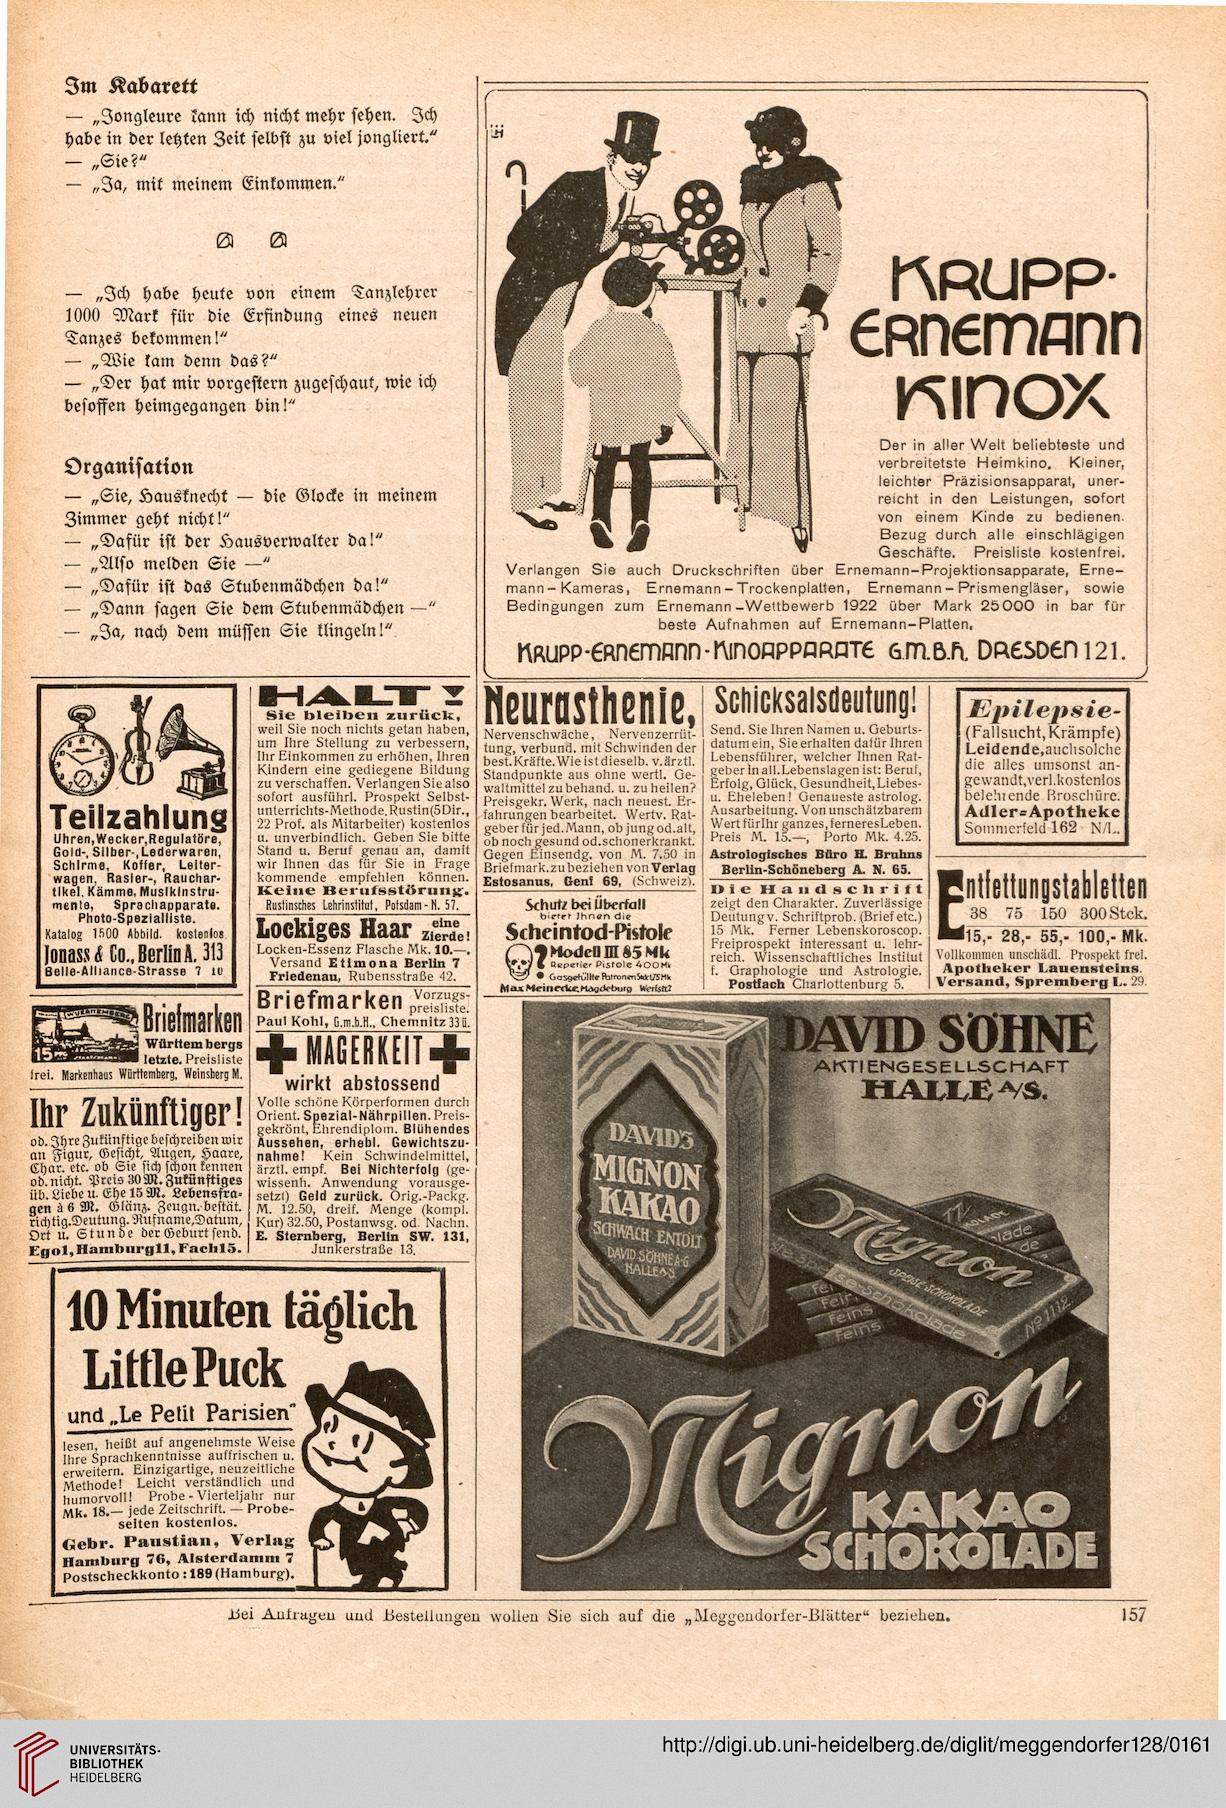 Im Kabarett
— „Jongleure kann ich nicht mehr sehen. Ich
habe in der letzten Zeit selbst zu viel jongliert.“
— „Sie?“
— „Ja, mit meinem Einkommen.“
— „Ich habe heute von einem Tanzlehrer
1000 Mark für die Erfindung eines neuen
Tanzes bekommen!“
— „Wie kam denn das?“
— „Der hat mir vorgestern zugeschaut, wie ich
besoffen heimgegangen bin!“
Organisation
— „Sie, Hausknecht — die Glocke in meinem
Zimmer geht nicht!“
— „Dafür ist der Hausverwalter da!“
— „Also melden Sie —“
— „Dafür ist das Stubenmädchen da!“
— „Dann sagen Sie dem Stubenmädchen —“
— „Ja, nach dem müssen Sie klingeln!“
KRUPP-
ERNEMANN
KINOX
Der in aller Welt beliebteste und
verbreitetste Heimkino. Kleiner,
leichter Präzisionsapparat, uner-
reicht in den Leistungen, sofort
von einem Kinde zu bedienen.
Bezug durch alle einschlägigen
Geschäfte. Preisliste kostenfrei.
Verlangen Sie auch Druckschriften über Ernemann-Projektionsapparate, Erne-
mann-Kameras, Ernemann-Trockenplatten, Ernemann-Prismengläser, sowie
Bedingungen zum Ernemann-Wettbewerb 1922 über Mark 25000 in bar für
beste Aufnahmen auf Ernemann-Platten.
KRUPP-ERNEMANN-KINOAPPARATE G.M.B.H. DRESDEN 121.
Teilzahlung
Uhren, Wecker, Regulatöre,
Gold-, Silber-, Lederwaren,
Schirme, Koffer, Leiter-
wagen, Rasier-, Rauchar-
tikel, Kämme, Musikinstru-
mente, Sprechapparate.
Photo-Spezialliste.
Katalog 1500 Abbild. kostenlos
Jonass & Co., Berlin A. 313
Belle-Alliance-Strasse 7 10
WUERTTEMBERG
15
Briefmarken
Württembergs
letzte. Preisliste
frei. Markenhaus Württemberg, Weinsberg M.
Ihr Zukünftiger!
od. Ihre Zukünftige beschreiben wir
an Figur, Gesicht, Augen, Haare,
Char. etc. ob Sie sich schon kennen
od. nicht. Preis 30 M. Zukünftiges
üb. Liebe u. Ehe 15 M. Lebensfra-
gen à 6 M. Glänz. Zeugn. bestät.
richtig. Deutung. Rufname, Datum,
Ort u. Stunde der Geburt send.
Egol, Hamburg11, Fach15.
HALT!
Sie bleiben zurück,
weil Sie noch nichts getan haben,
um Ihre Stellung zu verbessern,
Ihr Einkommen zu erhöhen, Ihren
Kindern eine gediegene Bildung
zu verschaffen. Verlangen Sie also
sofort ausführl. Prospekt Selbst-
unterrichts-Methode. Rustin (5 Dir.,
22 Prof. als Mitarbeiter) kostenlos
u. unverbindlich. Geben Sie bitte
Stand u. Beruf genau an, damit
wir Ihnen das für Sie in Frage
kommende empfehlen können.
Keine Berufsstörung.
Rustinsches Lehrinstitut, Potsdam-N. 57.
Lockiges Haar eine Zierde!
Locken-Essenz Flasche Mk. 10.—.
Versand Etimona Berlin 7
Friedenau, Rubensstraße 42.
Briefmarken Vorzugs-
preisliste.
Paul Kohl, G.m.b.H., Chemnitz 33 ü.
MAGERKEIT
wirkt abstossend
Volle schöne Körperformen durch
Orient. Spezial-Nährpillen. Preis-
gekrönt, Ehrendiplom. Blühendes
Aussehen, erhebl. Gewichtszu-
nahme! Kein Schwindelmittel,
ärztl. empf. Bei Nichterfolg (ge-
wissenh. Anwendung vorausge-
setzt) Geld zurück. Orig.-Packg.
M. 12.50, dreif. Menge (kompl.
Kur) 32.50, Postanwsg. od. Nachn.
E. Sternberg, Berlin SW. 131,
Junkerstraße 13.
Neurasthenie,
Nervenschwäche, Nervenzerrüt-
tung, verbund. mit Schwinden der
best. Kräfte. Wie ist dieselb. v. ärztl.
Standpunkte aus ohne wertl. Ge-
waltmittel zu behand. u. zu heilen?
Preisgekr. Werk, nach neuest. Er-
fahrungen bearbeitet. Wertv. Rat-
geber für jed. Mann, ob jung od. alt,
ob noch gesund od. schon erkrankt.
Gegen Einsendg. von M. 7.50 in
Briefmark. zu beziehen von Verlag
Estosanus, Genf 69, (Schweiz).
Schutz bei Überfall
bietet Ihnen die
Scheintod-Pistole
Modell III 85 Mk
Repetier Pistole 400 Mk
Max Meinecke, Magdeburg
Schicksalsdeutung!
Send. Sie Ihren Namen u. Geburts-
datum ein, Sie erhalten dafür Ihren
Lebensführer, welcher Ihnen Rat-
geber in all. Lebenslagen ist: Beruf,
Erfolg, Glück, Gesundheit, Liebes-
u. Eheleben! Genaueste astrolog.
Ausarbeitung. Von unschätzbarem
Wert für Ihr ganzes, ferneres Leben.
Preis M. 15.—, Porto Mk. 4.25.
Astrologisches Büro H. Bruhns
Berlin-Schöneberg A. N. 65.
Die Handschrift
zeigt den Charakter. Zuverlässige
Deutung v. Schriftprob. (Brief etc.)
15 Mk. Ferner Lebenskoroscop.
Freiprospekt interessant u. lehr-
reich. Wissenschaftliches Institut
f. Graphologie und Astrologie.
Postfach Charlottenburg 5.
Epilepsie-
(Fallsucht, Krämpfe)
Leidende, auch solche
die alles umsonst an-
gewandt, verl. kostenlos
belehrende Broschüre.
Adler-Apotheke
Sommerfeld 162 N/L.
Entfettungstabletten
38 75 150 300 Stck.
15,- 28,- 55,- 100,- Mk.
Vollkommen unschädl. Prospekt frei.
Apotheker Lauensteins
Versand, Spremberg L. 29.
10 Minuten täglich
Little Puck
und „Le Petit Parisien“
lesen, heißt auf angenehmste Weise
Ihre Sprachkenntnisse auffrischen u.
erweitern. Einzigartige, neuzeitliche
Methode! Leicht verständlich und
humorvoll! Probe-Vierteljahr nur
Mk. 18.— jede Zeitschrift. — Probe-
seiten kostenlos.
Gebr. Paustian, Verlag
Hamburg 76, Alsterdamm 7
Postscheckkonto: 189 (Hamburg).
DAVID SÖHNE
AKTIENGESELLSCHAFT
HALLE A/S.
DAVID'S
MIGNON
KAKAO
SCHWACH ENTÖLT
DAVID SÖHNE A-G
HALLE A/S
Mignon
SPEISE-SCHOKOLADE
Feins
Feins
No 1112
Mignon
KAKAO
SCHOKOLADE
Bei Anfragen und Bestellungen wollen Sie sich auf die „Meggendorfer-Blätter“ beziehen.
157
UNIVERSITÄTS-
BIBLIOTHEK
HEIDELBERG
http://digi.ub.uni-heidelberg.de/diglit/meggendorfer128/0161